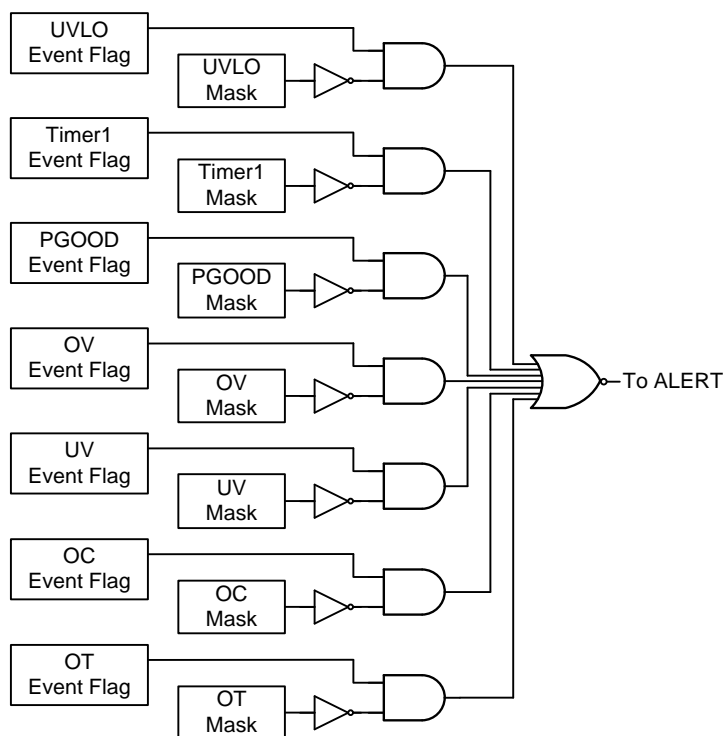 UVLO
Event Flag
UVLO
Mask
Timer1
Event Flag
Timer1
Mask
PGOOD
Event Flag
PGOOD
Mask
OV
Event Flag
OV
Mask
To ALERT
UV
Event Flag
UV
Mask
OC
Event Flag
OC
Mask
OT
Event Flag
OT
Mask